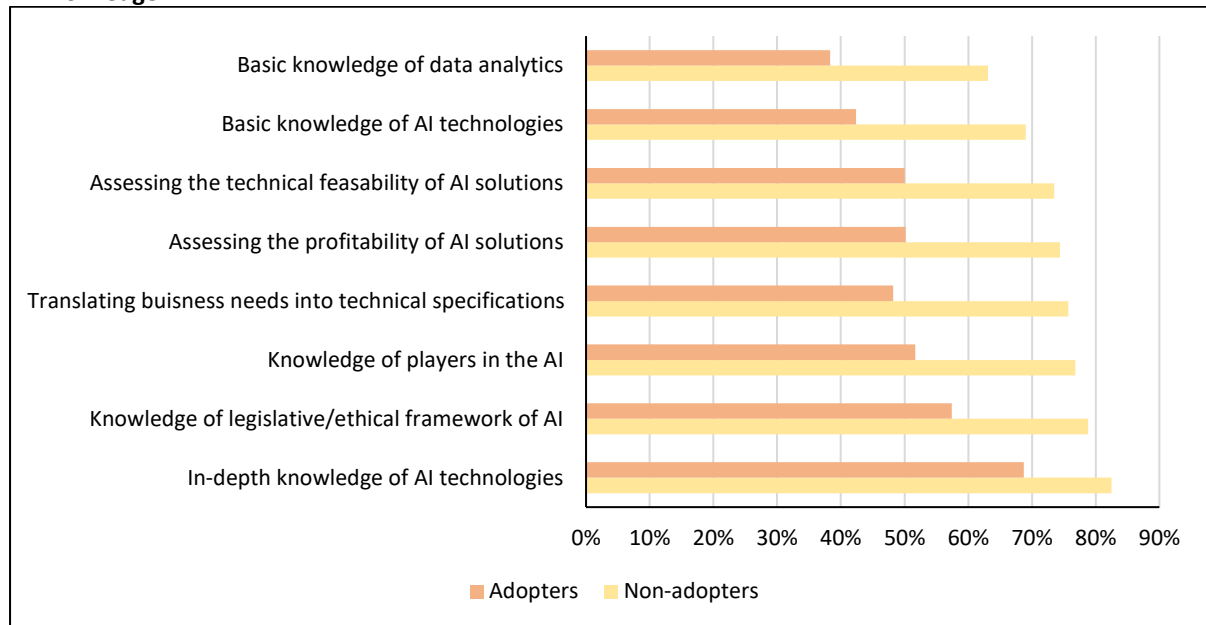 Basic knowledge of data analytics
Basic knowledge of AI technologies
Assessing the technical feasability of AI solutions
Assessing the profitability of AI solutions
Translating buisness needs into technical specifications
Knowledge of players in the AI
Knowledge of legislative/ethical framework of AI
In-depth knowledge of AI technologies
0% 10% 20% 30% 40% 50% 60% 70% 80% 90%
Adopters Non-adopters